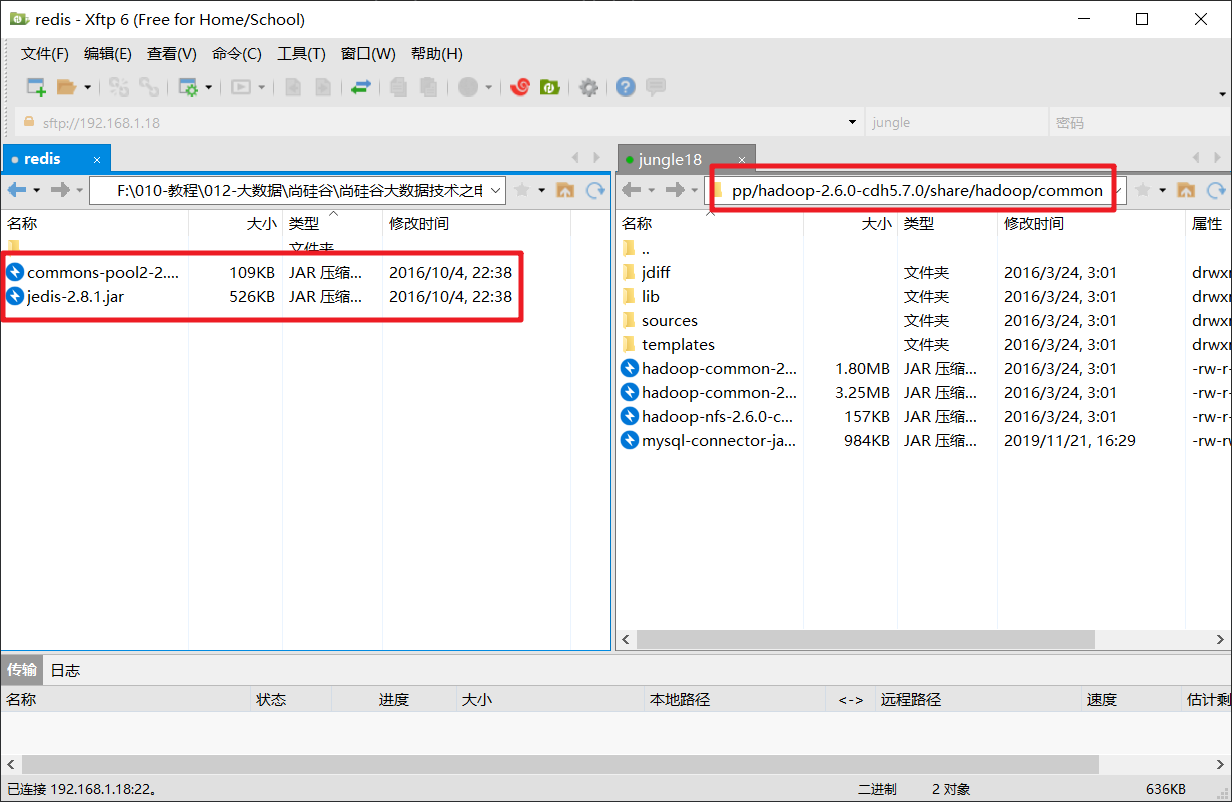 redis - Xftp 6 (Free for Home/School)
文件(F) 编辑(E) 查看(V) 命令(C) 工具(T) 窗口(W) 帮助(H)
sftp://192.168.1.18 jungle 密码
redis × jungle18 ×
F:\010-教程\012-大数据\尚硅谷\尚硅谷大数据技术之电 pp/hadoop-2.6.0-cdh5.7.0/share/hadoop/common
名称 大小 类型 修改时间 名称 大小 类型 修改时间 属性
文件夹 ..
commons-pool2-2.... 109KB JAR 压缩... 2016/10/4, 22:38 jdiff 文件夹 2016/3/24, 3:01 drwxr
jedis-2.8.1.jar 526KB JAR 压缩... 2016/10/4, 22:38 lib 文件夹 2016/3/24, 3:01 drwxr
sources 文件夹 2016/3/24, 3:01 drwxr
templates 文件夹 2016/3/24, 3:01 drwxr
hadoop-common-2... 1.80MB JAR 压缩... 2016/3/24, 3:01 -rw-r-
hadoop-common-2... 3.25MB JAR 压缩... 2016/3/24, 3:01 -rw-r-
hadoop-nfs-2.6.0-c... 157KB JAR 压缩... 2016/3/24, 3:01 -rw-r-
mysql-connector-ja... 984KB JAR 压缩... 2019/11/21, 16:29 -rw-rw
传输 日志
名称 状态 进度 大小 本地路径 <-> 远程路径 速度 估计剩
已连接 192.168.1.18:22。 二进制 2 对象 636KB